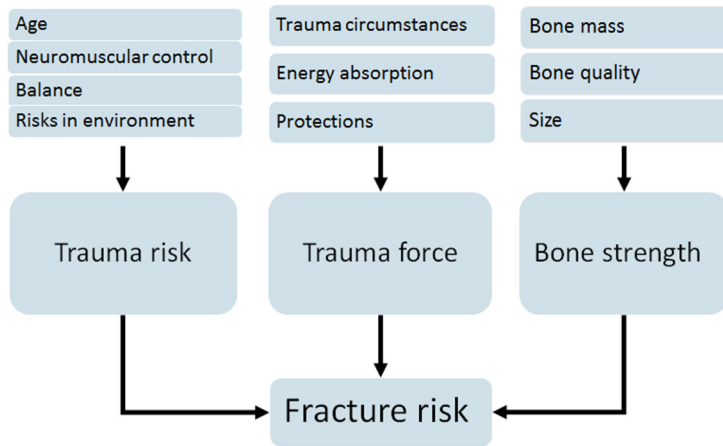 Age
Neuromuscular control
Balance
Risks in environment
Trauma circumstances
Energy absorption
Protections
Bone mass
Bone quality
Size
Trauma risk
Trauma force
Bone strength
Fracture risk